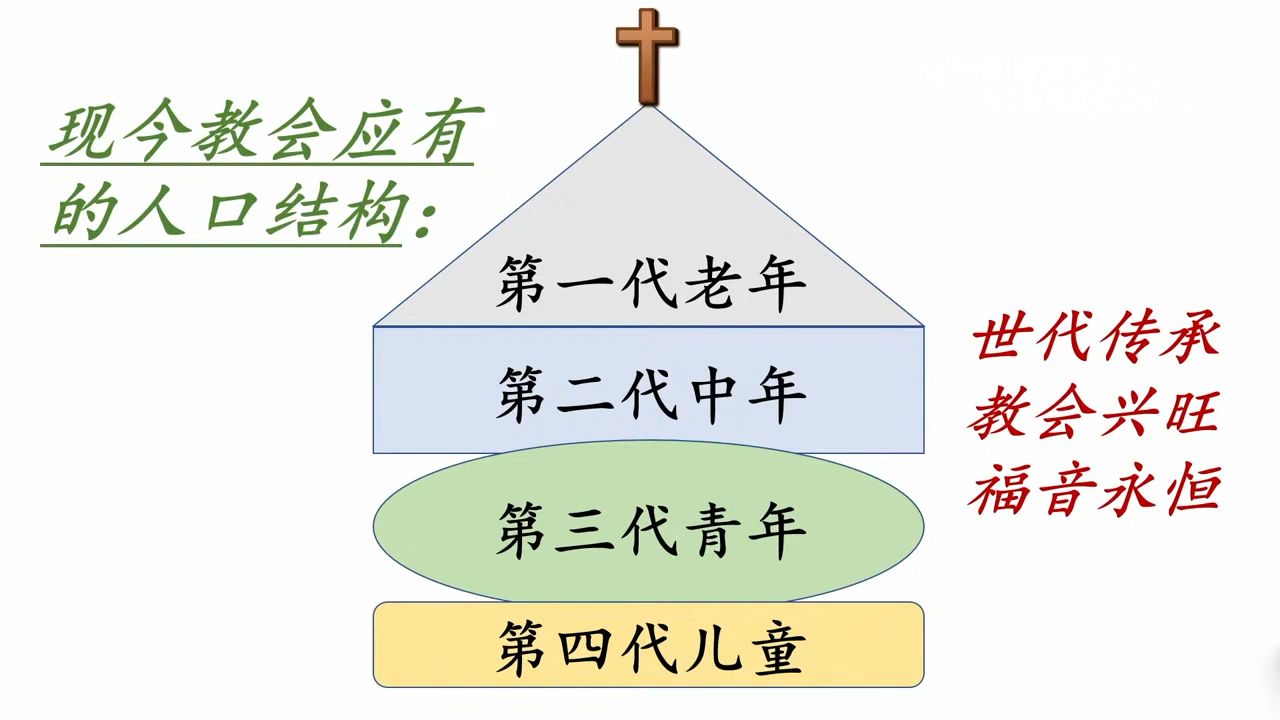 现今教会应有
的人口结构：
第一代老年
第二代中年
第三代青年
第四代儿童
世代传承
教会兴旺
福音永恒